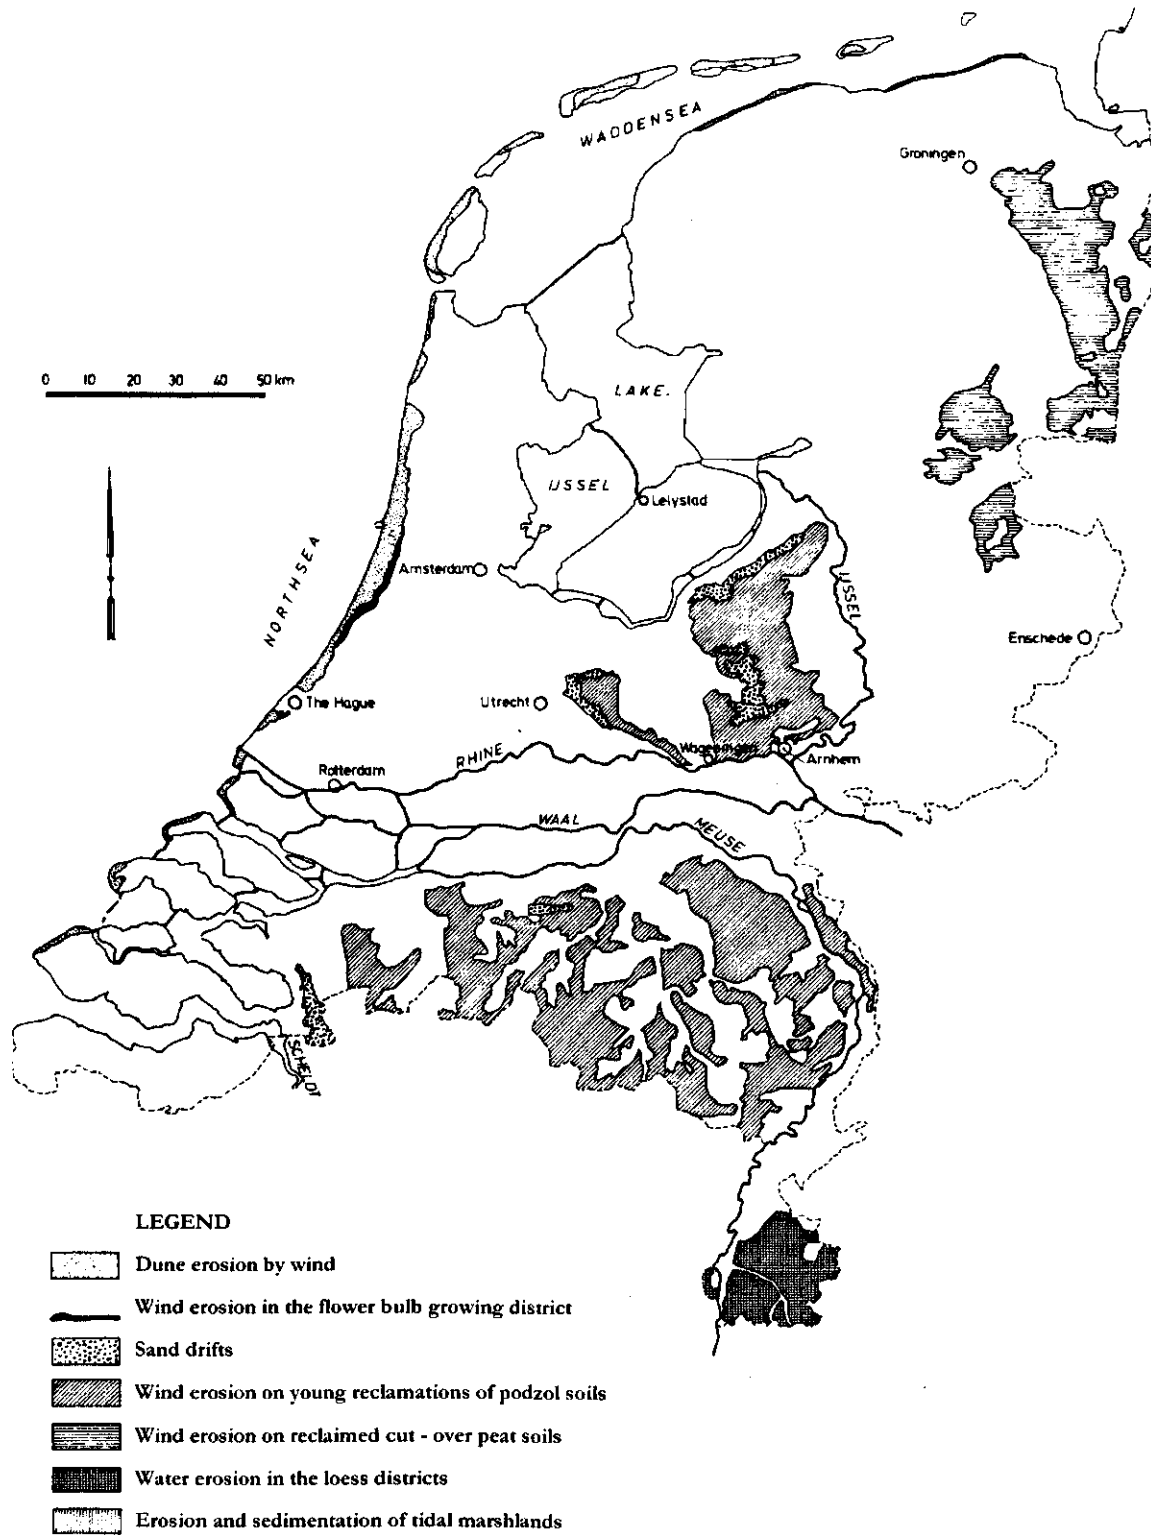 WADDENSEA
Groningen
0 10 20 30 40 50 km
LAKE.
IJSSEL
Lelystad
NORTHSEA
Amsterdam
IJSSEL
Enschede
The Hague
Utrecht
RHINE
Wageningen
Arnhem
Rotterdam
WAAL
MEUSE
SCHELDT
LEGEND
Dune erosion by wind
Wind erosion in the flower bulb growing district
Sand drifts
Wind erosion on young reclamations of podzol soils
Wind erosion on reclaimed cut - over peat soils
Water erosion in the loess districts
Erosion and sedimentation of tidal marshlands